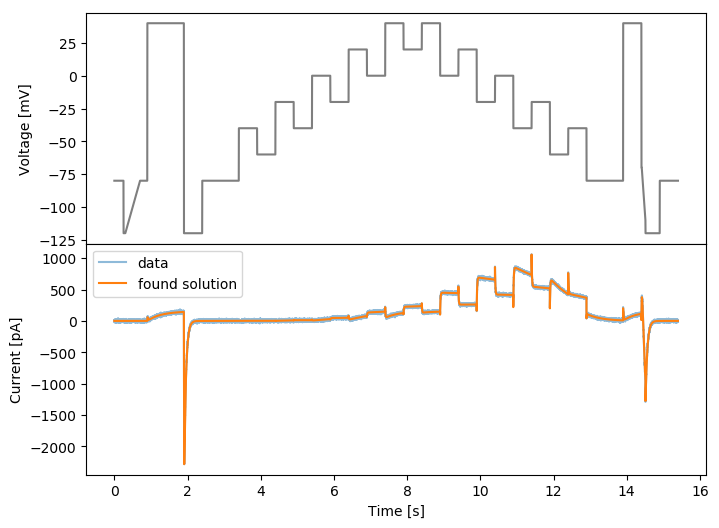 25
0
−25
−50
−75
−100
−125
Voltage [mV]
data
found solution
1000
500
0
−500
−1000
−1500
−2000
Current [pA]
0 2 4 6 8 10 12 14 16
Time [s]